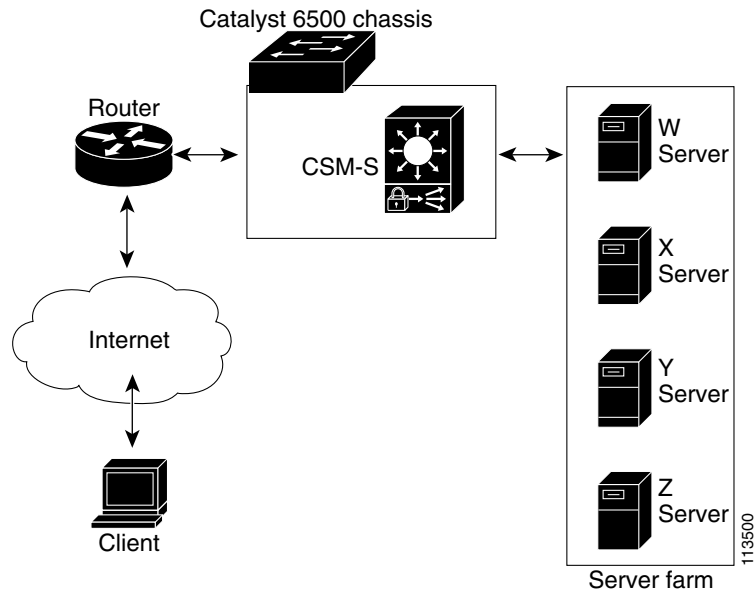 Catalyst 6500 chassis
Router
CSM-S
W
Server
X
Server
Internet
Y
Server
Z
Server
Client
113500
Server farm